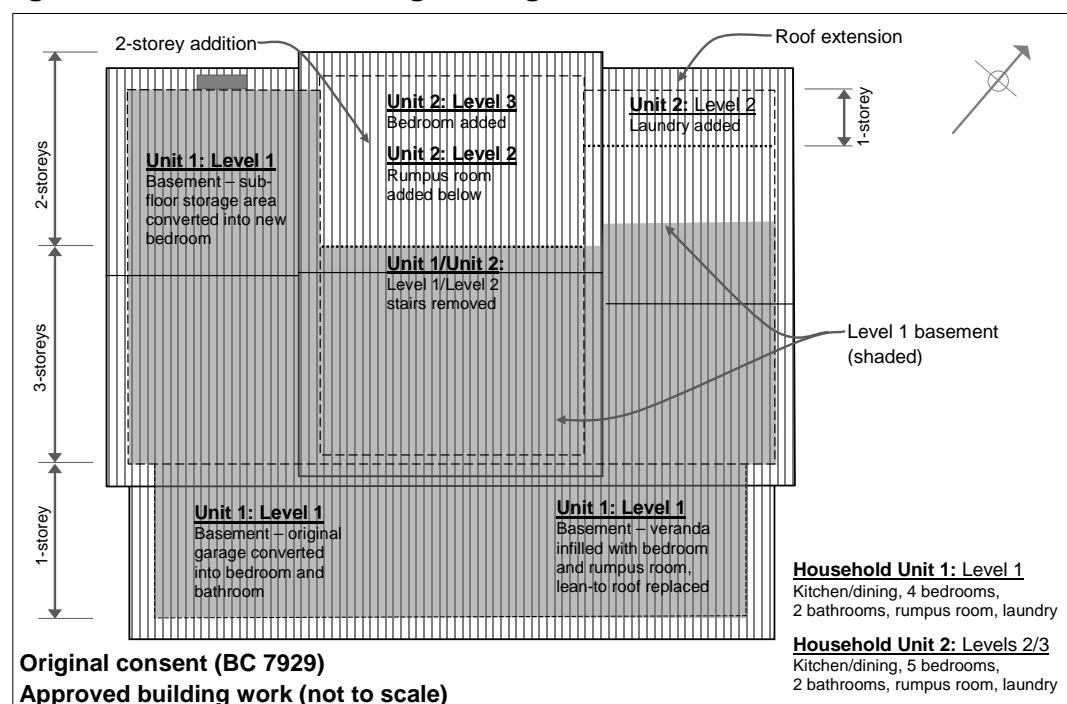 2-storey addition
Roof extension
Unit 2: Level 3
Bedroom added
Unit 2: Level 2
Rumpus room
added below
Unit 2: Level 2
Laundry added
1-storey
2-storeys
Unit 1: Level 1
Basement – sub-
floor storage area
converted into new
bedroom
Unit 1/Unit 2:
Level 1/Level 2
stairs removed
3-storeys
Level 1 basement
(shaded)
1-storey
Unit 1: Level 1
Basement – original
garage converted
into bedroom and
bathroom
Unit 1: Level 1
Basement – veranda
infilled with bedroom
and rumpus room,
lean-to roof replaced
Household Unit 1: Level 1
Kitchen/dining, 4 bedrooms,
2 bathrooms, rumpus room, laundry
Household Unit 2: Levels 2/3
Kitchen/dining, 5 bedrooms,
2 bathrooms, rumpus room, laundry
Original consent (BC 7929)
Approved building work (not to scale)